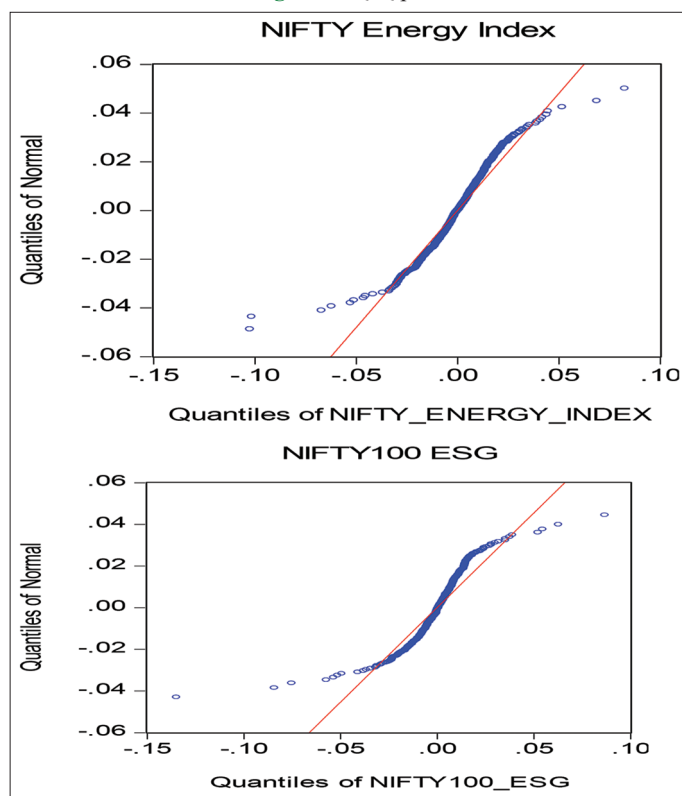 NIFTY Energy Index
.06
.04
.02
.00
-.02
-.04
-.06
Quantiles of Normal
-.15 -.10 -.05 .00 .05 .10
Quantiles of NIFTY_ENERGY_INDEX
NIFTY100 ESG
.06
.04
.02
.00
-.02
-.04
-.06
Quantiles of Normal
-.15 -.10 -.05 .00 .05 .10
Quantiles of NIFTY100_ESG